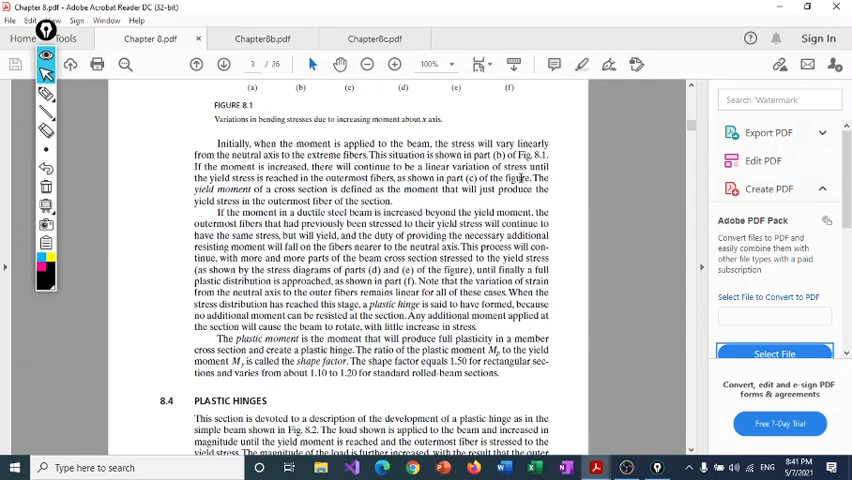 Chapter 8.pdf - Adobe Acrobat Reader DC (32-bit)
File Edit Sign Window Help
Home Tools Chapter 8.pdf × Chapter8b.pdf Chapter8c.pdf Sign In
3 / 26 100%
(a) (b) (c) (d) (e) (f)
FIGURE 8.1
Variations in bending stresses due to increasing moment about x axis.
Initially, when the moment is applied to the beam, the stress will vary linearly
from the neutral axis to the extreme fibers. This situation is shown in part (b) of Fig. 8.1.
If the moment is increased, there will continue to be a linear variation of stress until
the yield stress is reached in the outermost fibers, as shown in part (c) of the figure. The
yield moment of a cross section is defined as the moment that will just produce the
yield stress in the outermost fiber of the section.
If the moment in a ductile steel beam is increased beyond the yield moment, the
outermost fibers that had previously been stressed to their yield stress will continue to
have the same stress, but will yield, and the duty of providing the necessary additional
resisting moment will fall on the fibers nearer to the neutral axis. This process will con-
tinue, with more and more parts of the beam cross section stressed to the yield stress
(as shown by the stress diagrams of parts (d) and (e) of the figure), until finally a full
plastic distribution is approached, as shown in part (f). Note that the variation of strain
from the neutral axis to the outer fibers remains linear for all of these cases. When the
stress distribution has reached this stage, a plastic hinge is said to have formed, because
no additional moment can be resisted at the section. Any additional moment applied at
the section will cause the beam to rotate, with little increase in stress.
The plastic moment is the moment that will produce full plasticity in a member
cross section and create a plastic hinge. The ratio of the plastic moment Mp to the yield
moment My is called the shape factor. The shape factor equals 1.50 for rectangular sec-
tions and varies from about 1.10 to 1.20 for standard rolled-beam sections.
8.4 PLASTIC HINGES
This section is devoted to a description of the development of a plastic hinge as in the
simple beam shown in Fig. 8.2. The load shown is applied to the beam and increased in
magnitude until the yield moment is reached and the outermost fiber is stressed to the
yield stress. The magnitude of the load is further increased, with the result that the outer
Search 'Watermark'
Export PDF
Edit PDF
Create PDF
Adobe PDF Pack
Convert files to PDF and
easily combine them with
other file types with a paid
subscription
Select File to Convert to PDF
Select File
Convert, edit and e-sign PDF
forms & agreements
Free 7-Day Trial
Type here to search
ENG
8:41 PM
5/7/2021